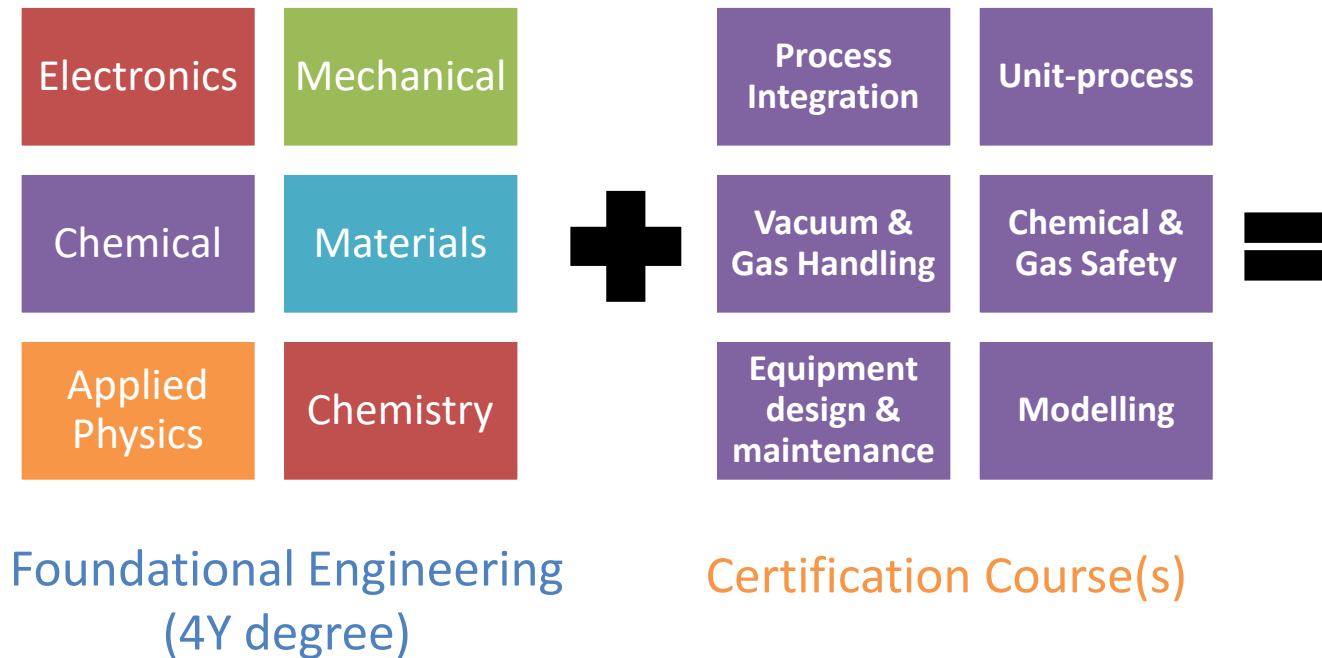 Electronics
Mechanical
Chemical
Materials
Applied
Physics
Chemistry
Foundational Engineering
(4Y degree)
Process
Integration
Unit-process
Vacuum &
Gas Handling
Chemical &
Gas Safety
Equipment
design &
maintenance
Modelling
Certification Course(s)